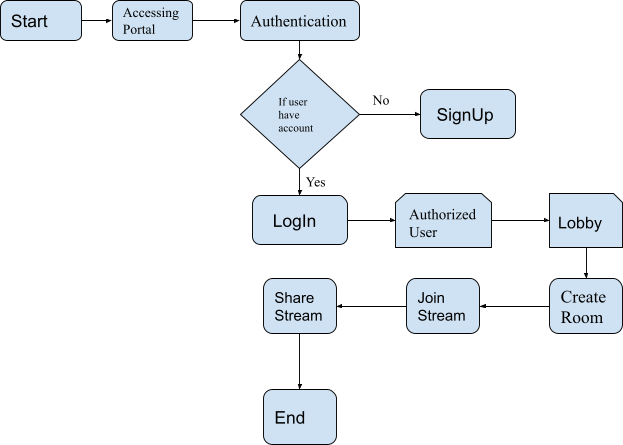 Start
Accessing
Portal
Authentication
If user
have
account
No
SignUp
Yes
LogIn
Authorized
User
Lobby
Share
Stream
Join
Stream
Create
Room
End